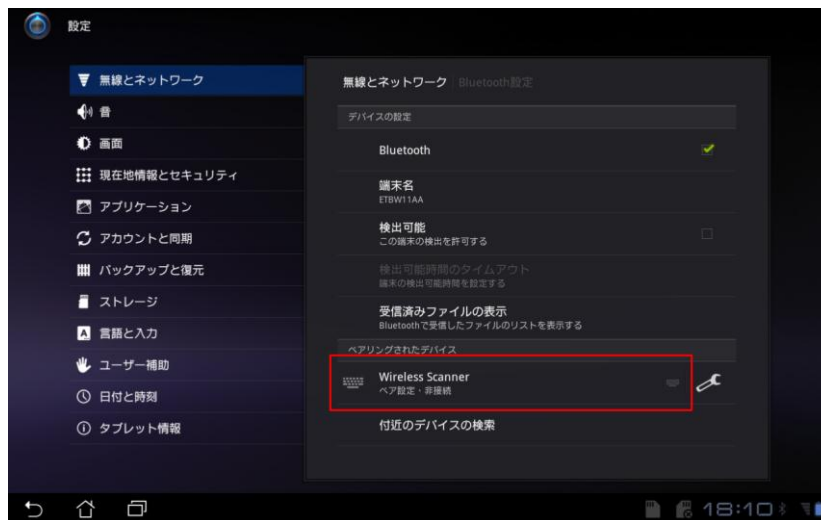 設定
無線とネットワーク
音
画面
現在地情報とセキュリティ
アプリケーション
アカウントと同期
バックアップと復元
ストレージ
言語と入力
ユーザー補助
日付と時刻
タブレット情報
無線とネットワーク Bluetooth設定
デバイスの設定
Bluetooth
端末名
ETBW11AA
検出可能
この端末の検出を許可する
検出可能時間のタイムアウト
端末の検出可能時間を設定する
受信済みファイルの表示
Bluetoothで受信したファイルのリストを表示する
ペアリングされたデバイス
Wireless Scanner
ペア設定・非接続
付近のデバイスの検索
18:10